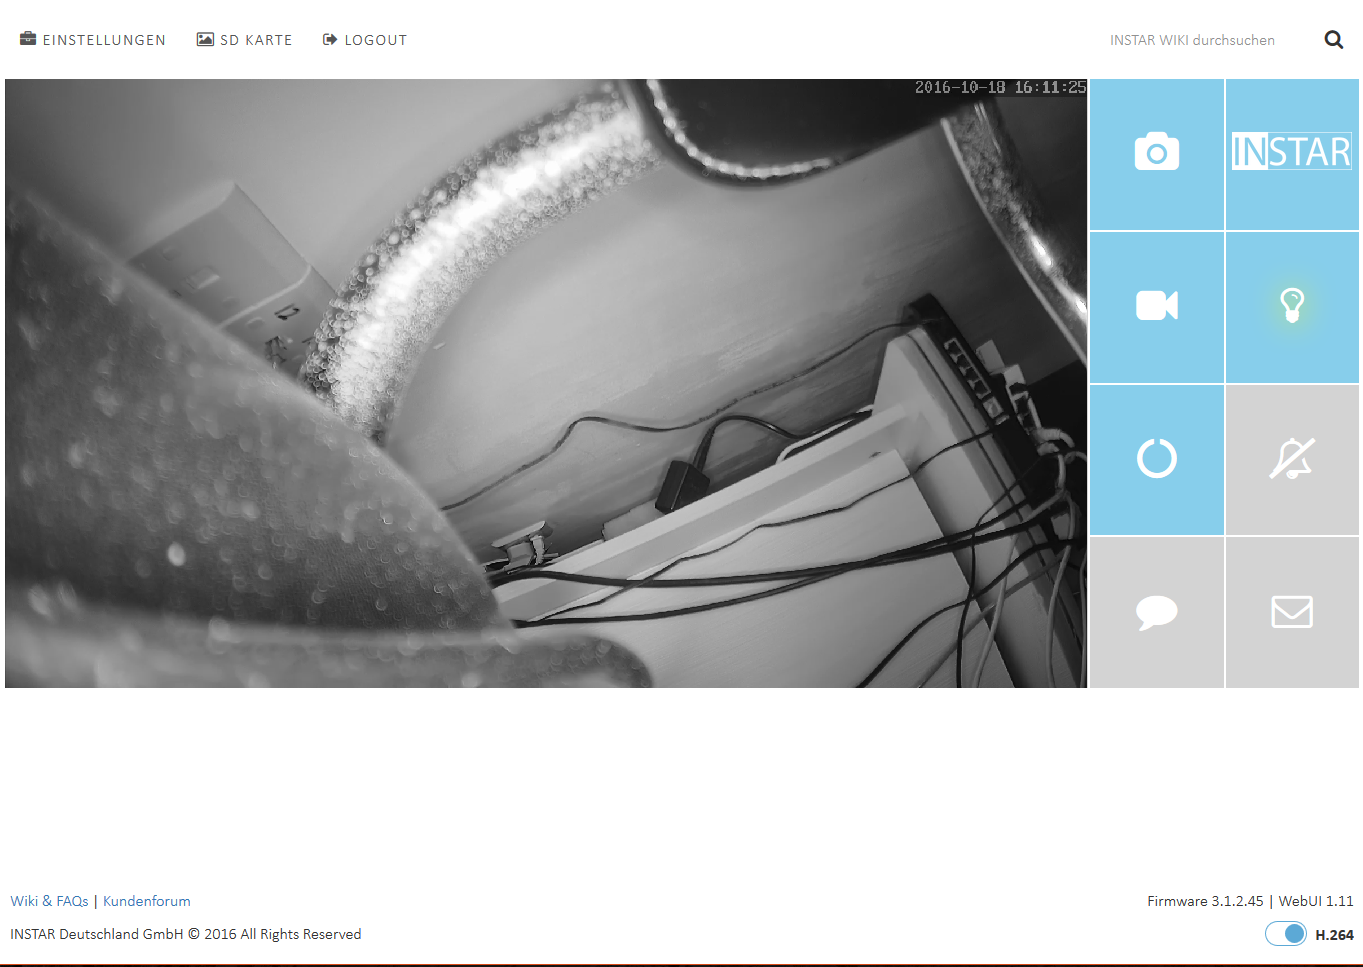 EINSTELLUNGEN SD KARTE LOGOUT INSTAR WIKI durchsuchen
2016-10-18 16:11:25
INSTAR
Wiki & FAQs | Kundenforum
Firmware 3.1.2.45 | WebUI 1.11
INSTAR Deutschland GmbH © 2016 All Rights Reserved
H.264